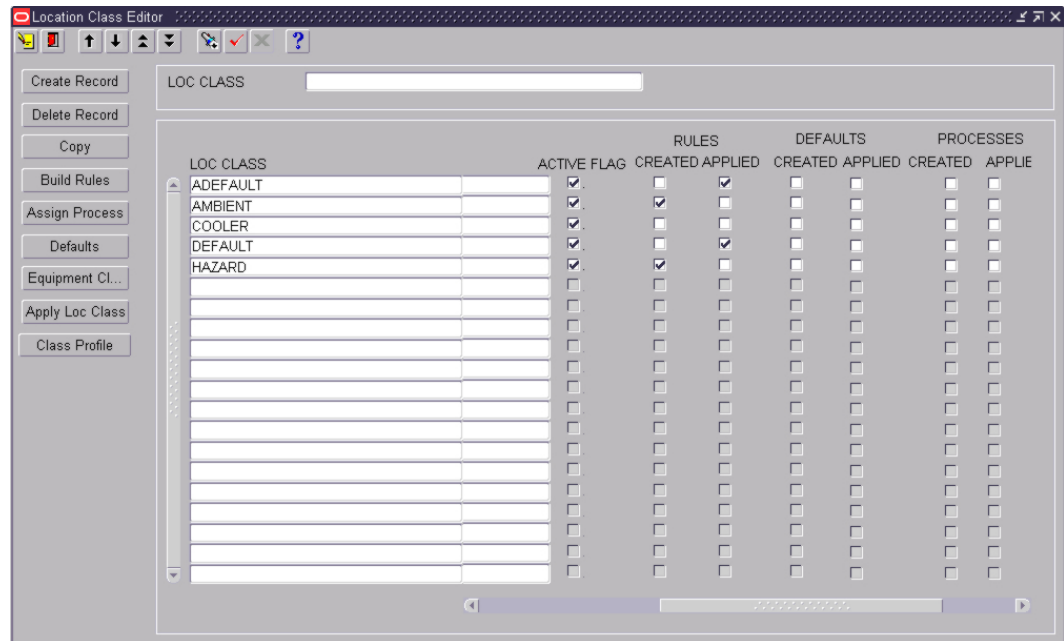 Location Class Editor
?
Create Record
Delete Record
Copy
Build Rules
Assign Process
Defaults
Equipment Cl...
Apply Loc Class
Class Profile
LOC CLASS
RULES DEFAULTS PROCESSES
LOC CLASS ACTIVE FLAG CREATED APPLIED CREATED APPLIED CREATED APPLIE
ADEFAULT
AMBIENT
COOLER
DEFAULT
HAZARD